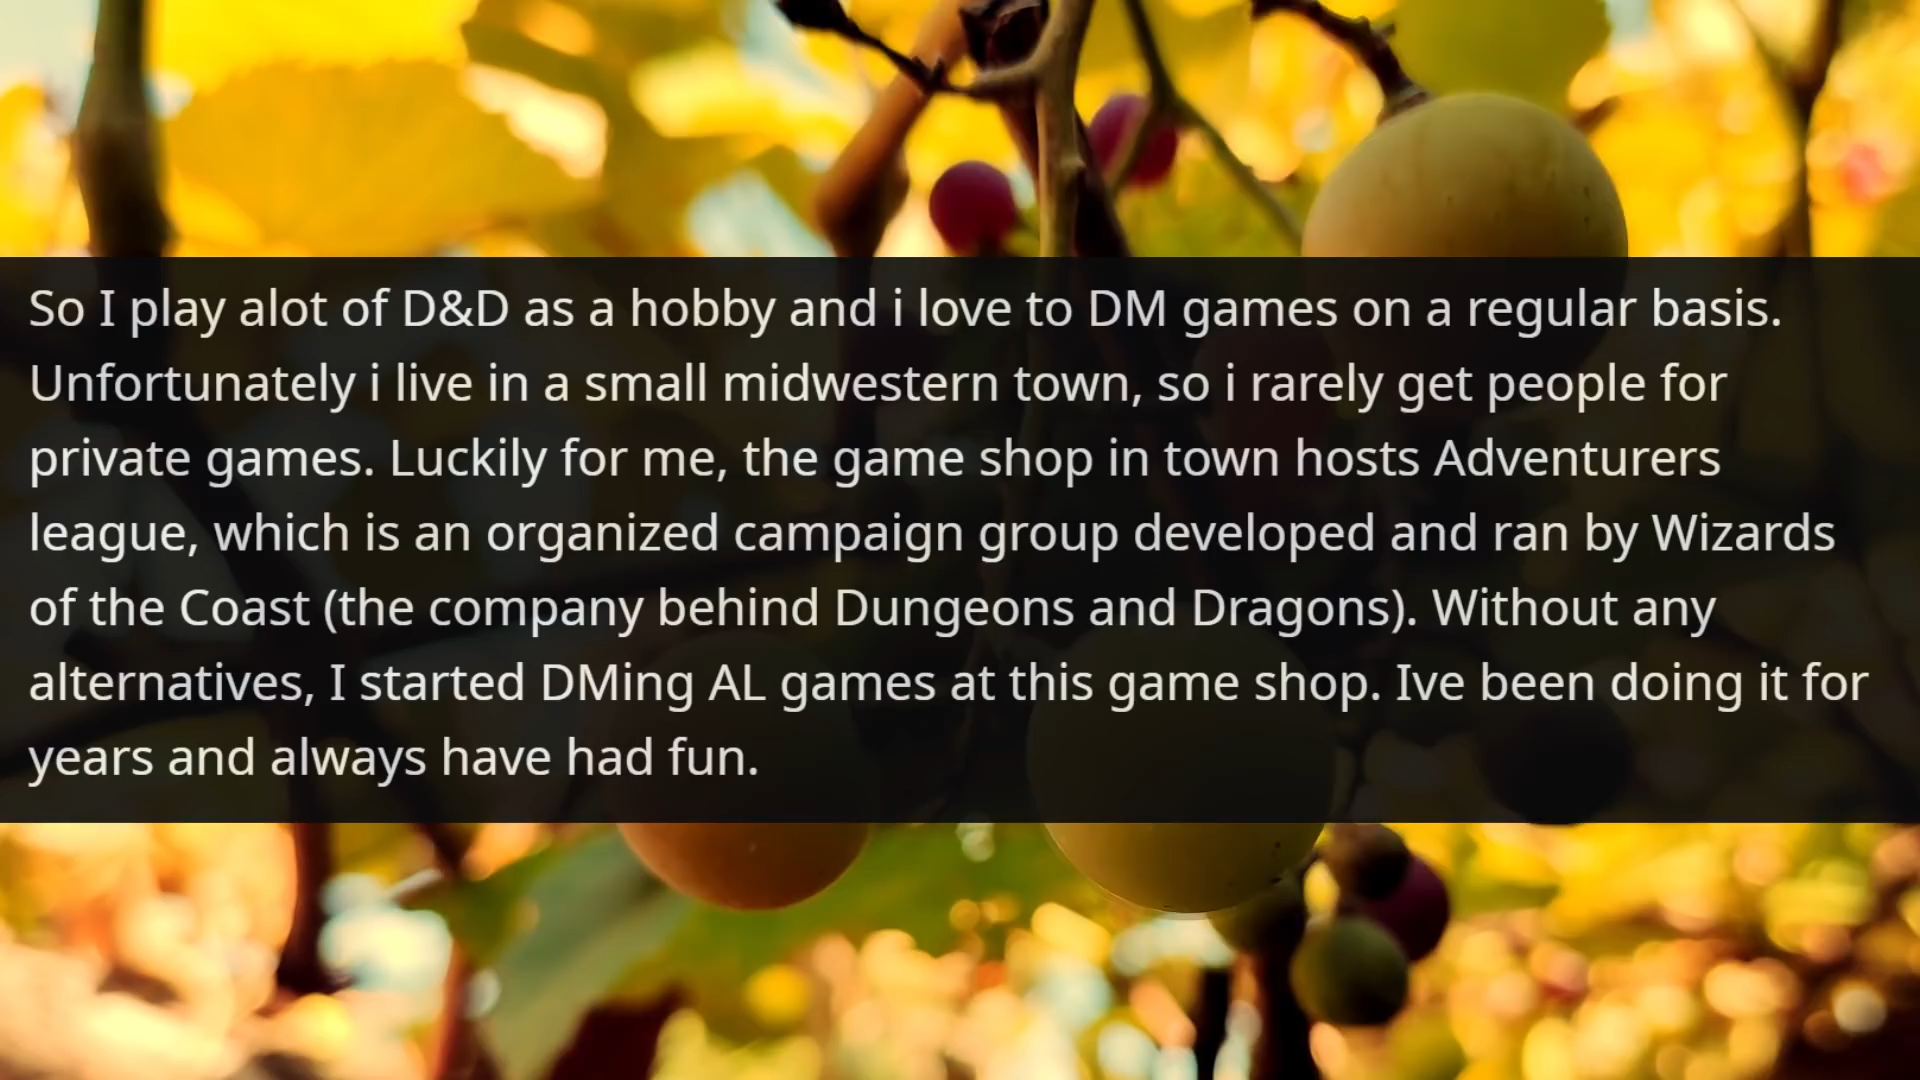 So I play alot of D&D as a hobby and i love to DM games on a regular basis.
Unfortunately i live in a small midwestern town, so i rarely get people for
private games. Luckily for me, the game shop in town hosts Adventurers
league, which is an organized campaign group developed and ran by Wizards
of the Coast (the company behind Dungeons and Dragons). Without any
alternatives, I started DMing AL games at this game shop. Ive been doing it for
years and always have had fun.